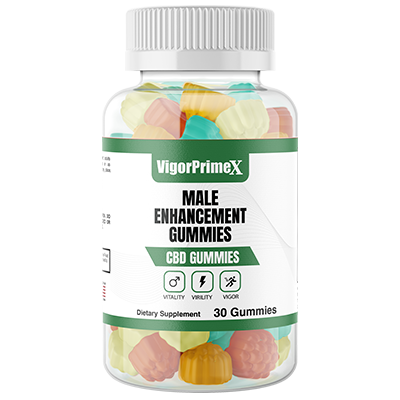 VigorPrimeX
MALE
ENHANCEMENT
GUMMIES
CBD GUMMIES
VITALITY
VIRILITY
VIGOR
Dietary Supplement
30 Gummies